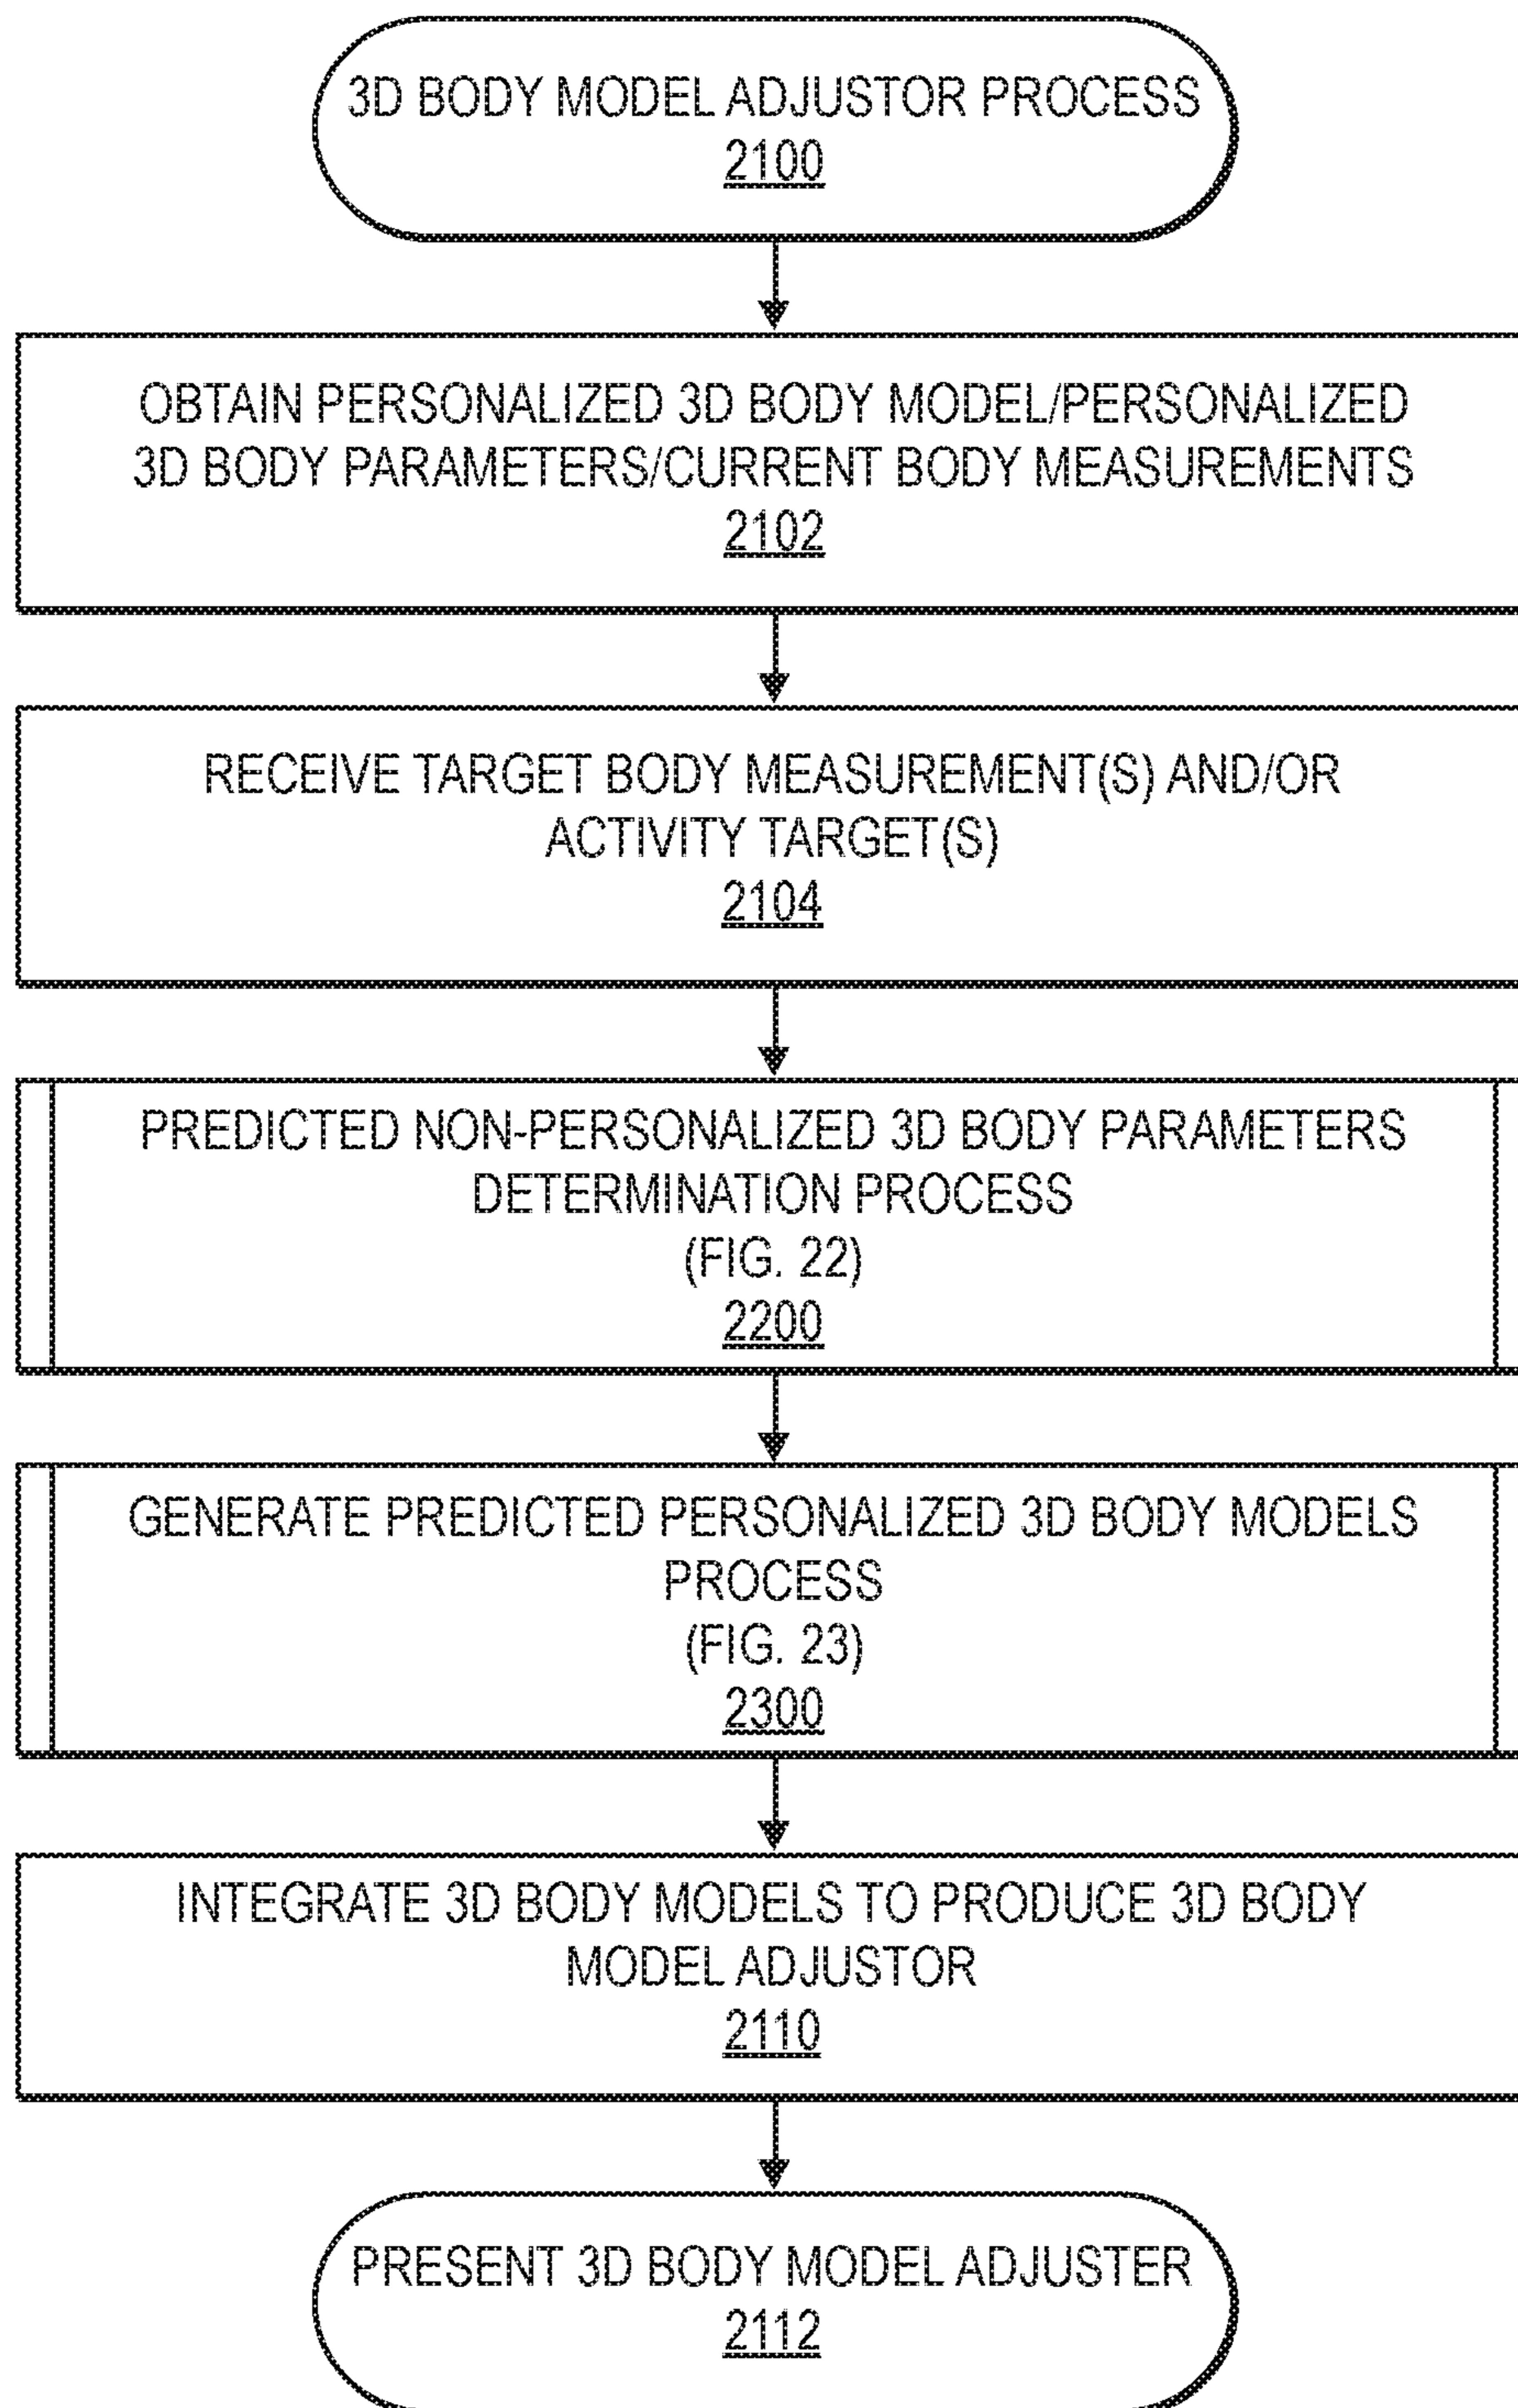 3D BODY MODEL ADJUSTOR PROCESS
2100
OBTAIN PERSONALIZED 3D BODY MODEL/PERSONALIZED
3D BODY PARAMETERS/CURRENT BODY MEASUREMENTS
2102
RECEIVE TARGET BODY MEASUREMENT(S) AND/OR
ACTIVITY TARGET(S)
2104
PREDICTED NON-PERSONALIZED 3D BODY PARAMETERS
DETERMINATION PROCESS
(FIG. 22)
2200
GENERATE PREDICTED PERSONALIZED 3D BODY MODELS
PROCESS
(FIG. 23)
2300
INTEGRATE 3D BODY MODELS TO PRODUCE 3D BODY
MODEL ADJUSTOR
2110
PRESENT 3D BODY MODEL ADJUSTER
2112